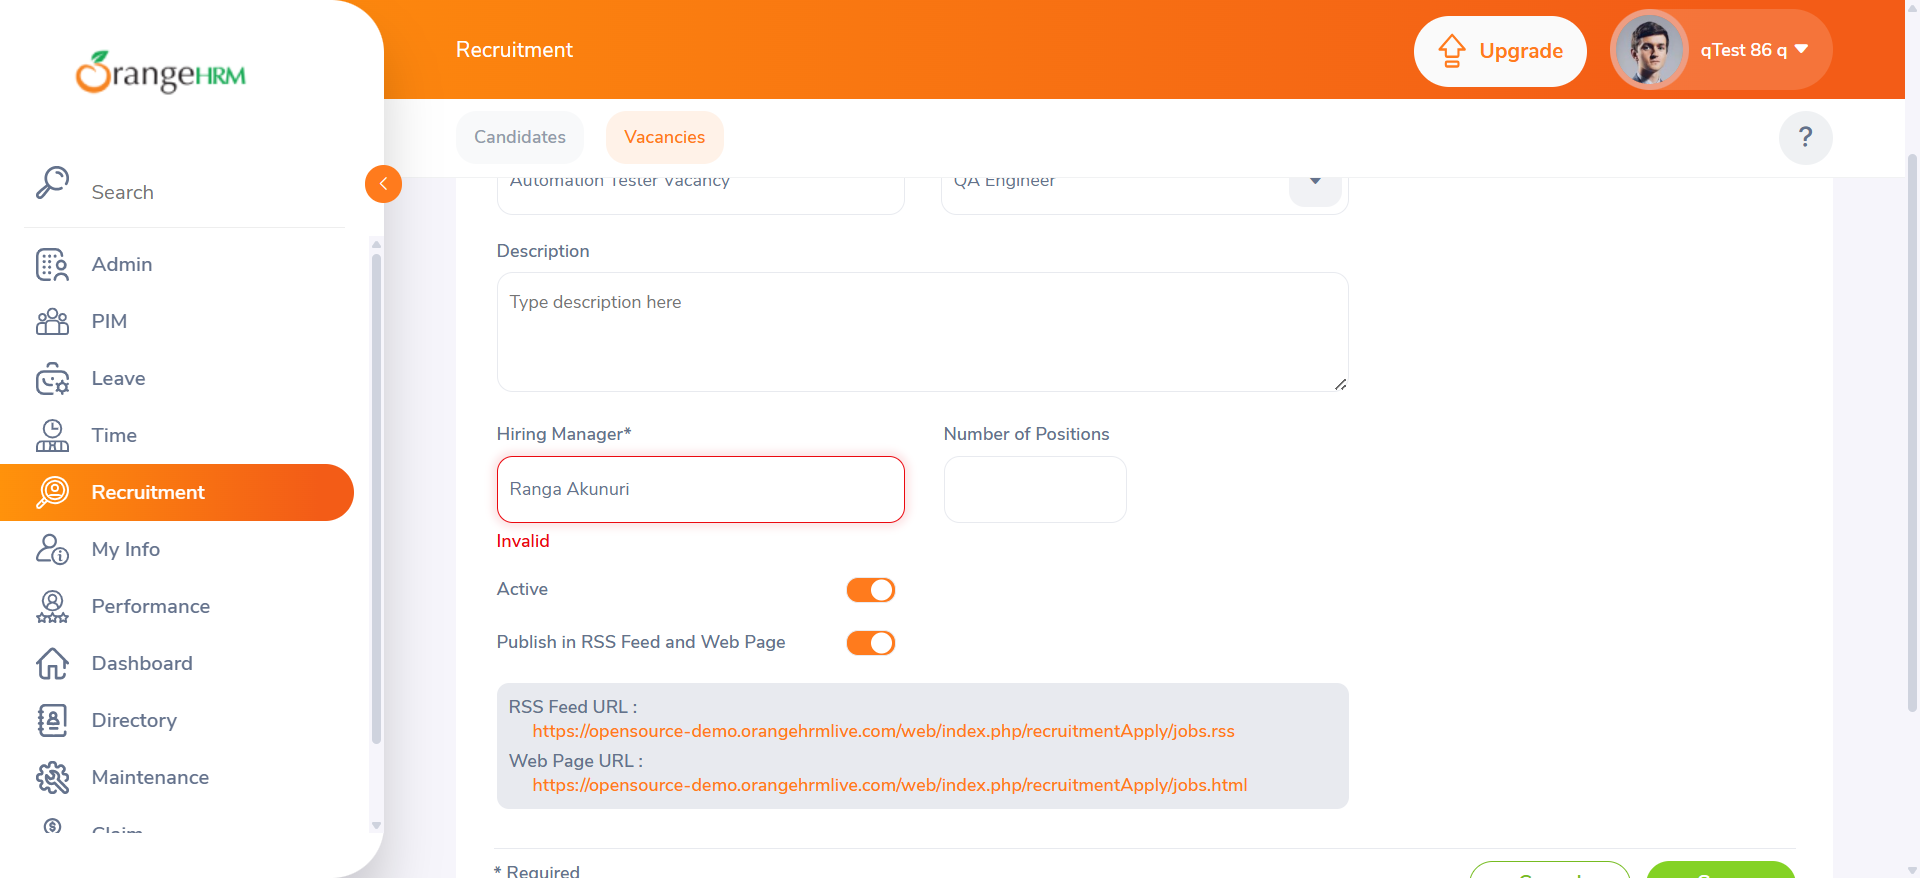 OrangeHRM
Recruitment
Upgrade
qTest 86 q
Candidates
Vacancies
?
Search
Admin
PIM
Leave
Time
Recruitment
My Info
Performance
Dashboard
Directory
Maintenance
Claim
Automation Tester Vacancy
QA Engineer
Description
Type description here
Hiring Manager*
Number of Positions
Ranga Akunuri
Invalid
Active
Publish in RSS Feed and Web Page
RSS Feed URL :
https://opensource-demo.orangehrmlive.com/web/index.php/recruitmentApply/jobs.rss
Web Page URL :
https://opensource-demo.orangehrmlive.com/web/index.php/recruitmentApply/jobs.html
* Required